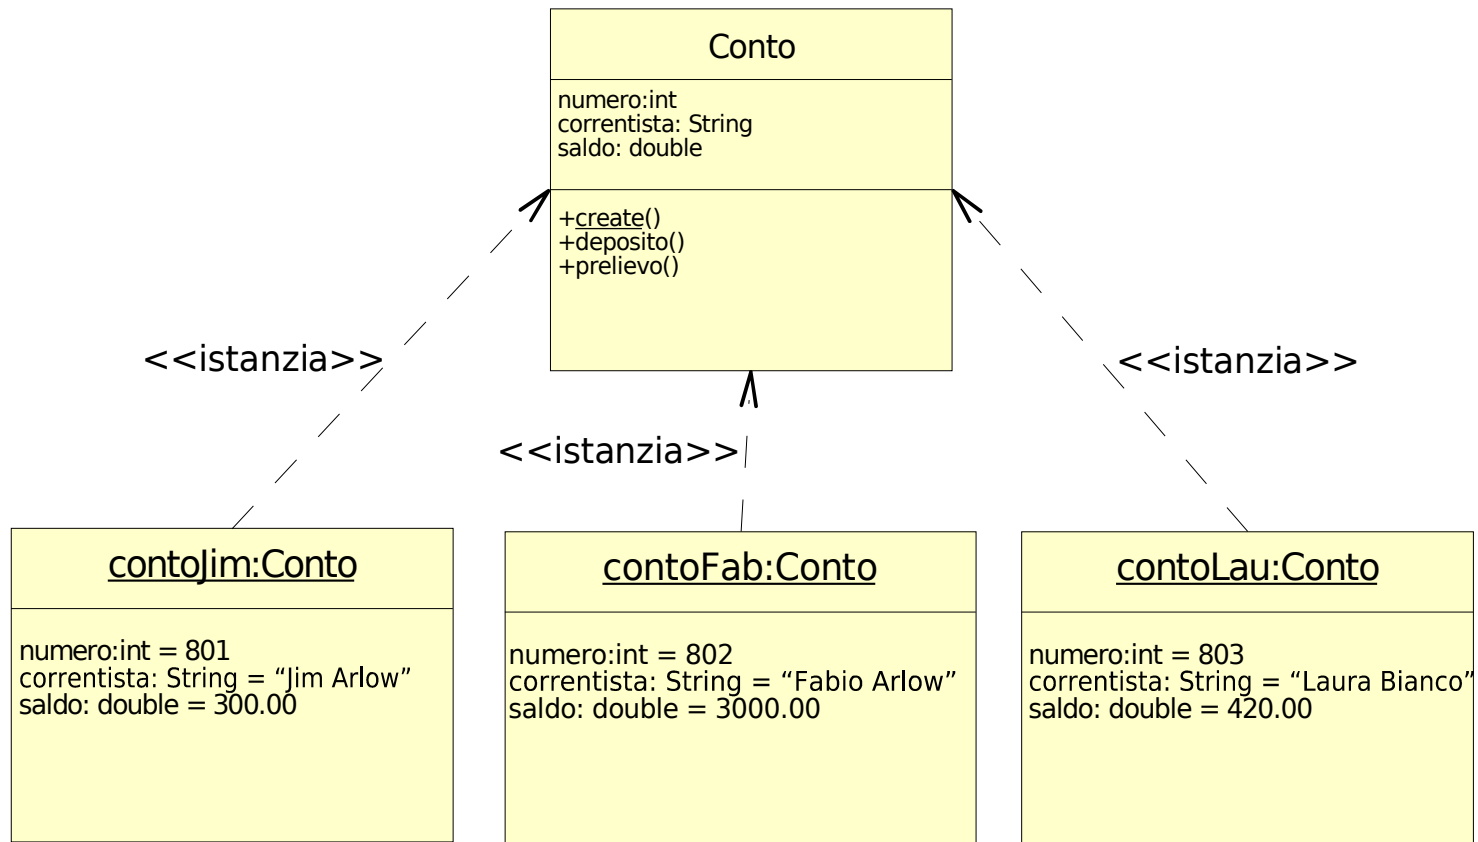 Conto
numero:int
correntista: String
saldo: double
+create()
+deposito()
+prelievo()
<<istanzia>>
<<istanzia>>
<<istanzia>>
contoJim:Conto
numero:int = 801
correntista: String = “Jim Arlow”
saldo: double = 300.00
contoFab:Conto
numero:int = 802
correntista: String = “Fabio Arlow”
saldo: double = 3000.00
contoLau:Conto
numero:int = 803
correntista: String = “Laura Bianco”
saldo: double = 420.00